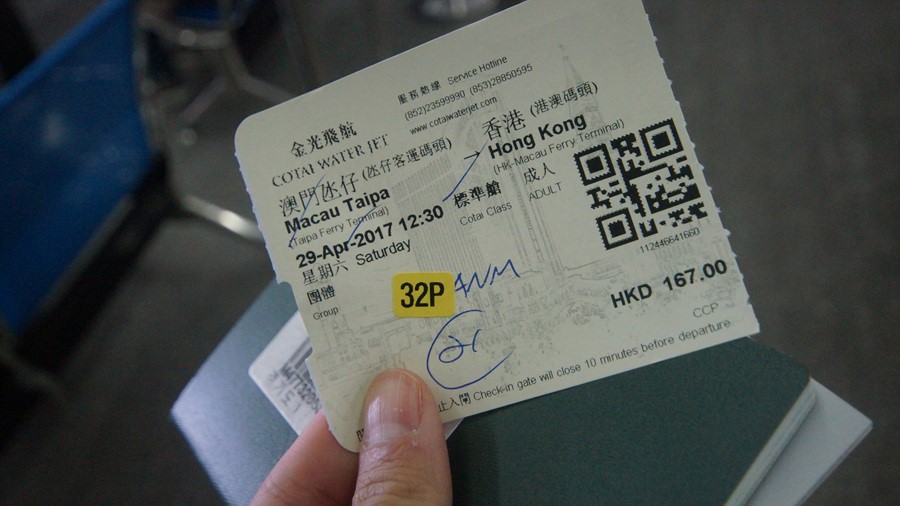 服務熱線 Service Hotline
(852)23599990 (853)28850595
www.cotaiwaterjet.com
金光飛航
COTAI WATER JET
澳門氹仔 (氹仔客運碼頭)
Macau Taipa
(Taipa Ferry Terminal)
香港 (港澳碼頭)
Hong Kong
(HK-Macau Ferry Terminal)
29-Apr-2017 12:30
星期六 Saturday
標準艙
Cotai Class
成人
ADULT
團體
Group
32P
112446641660
HKD 167.00
CCP
止入閘 Check-in gate will close 10 minutes before departure.